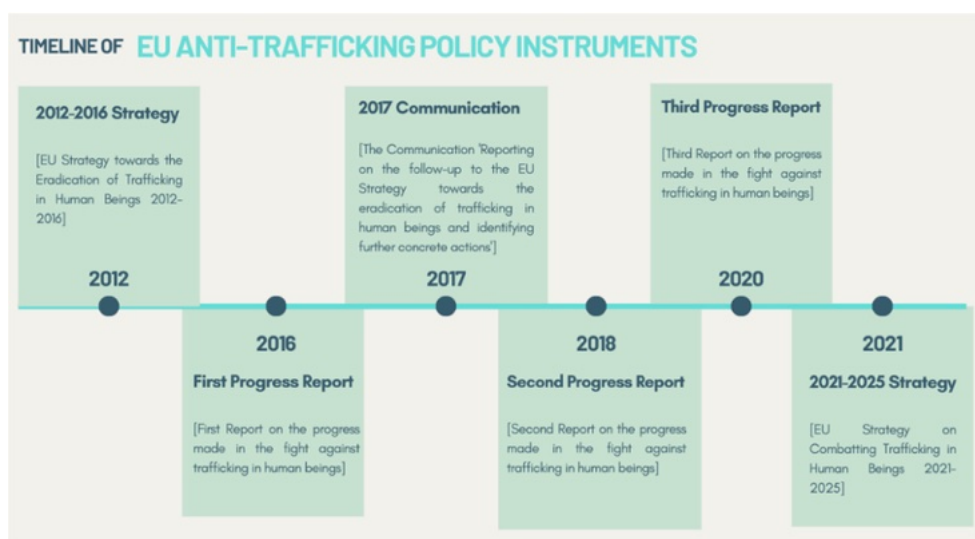 TIMELINE OF EU ANTI-TRAFFICKING POLICY INSTRUMENTS
2012-2016 Strategy
[EU Strategy towards the
Eradication of Trafficking
in Human Beings 2012-
2016]
2012
2016
First Progress Report
[First Report on the progress
made in the fight against
trafficking in human beings]
2017 Communication
[The Communication 'Reporting
on the follow-up to the EU
Strategy towards the
eradication of trafficking in
human beings and identifying
further concrete actions']
2017
2018
Second Progress Report
[Second Report on the progress
made in the fight against
trafficking in human beings]
Third Progress Report
[Third Report on the progress
made in the fight against
trafficking in human beings]
2020
2021
2021-2025 Strategy
[EU Strategy on
Combatting Trafficking in
Human Beings 2021-
2025]